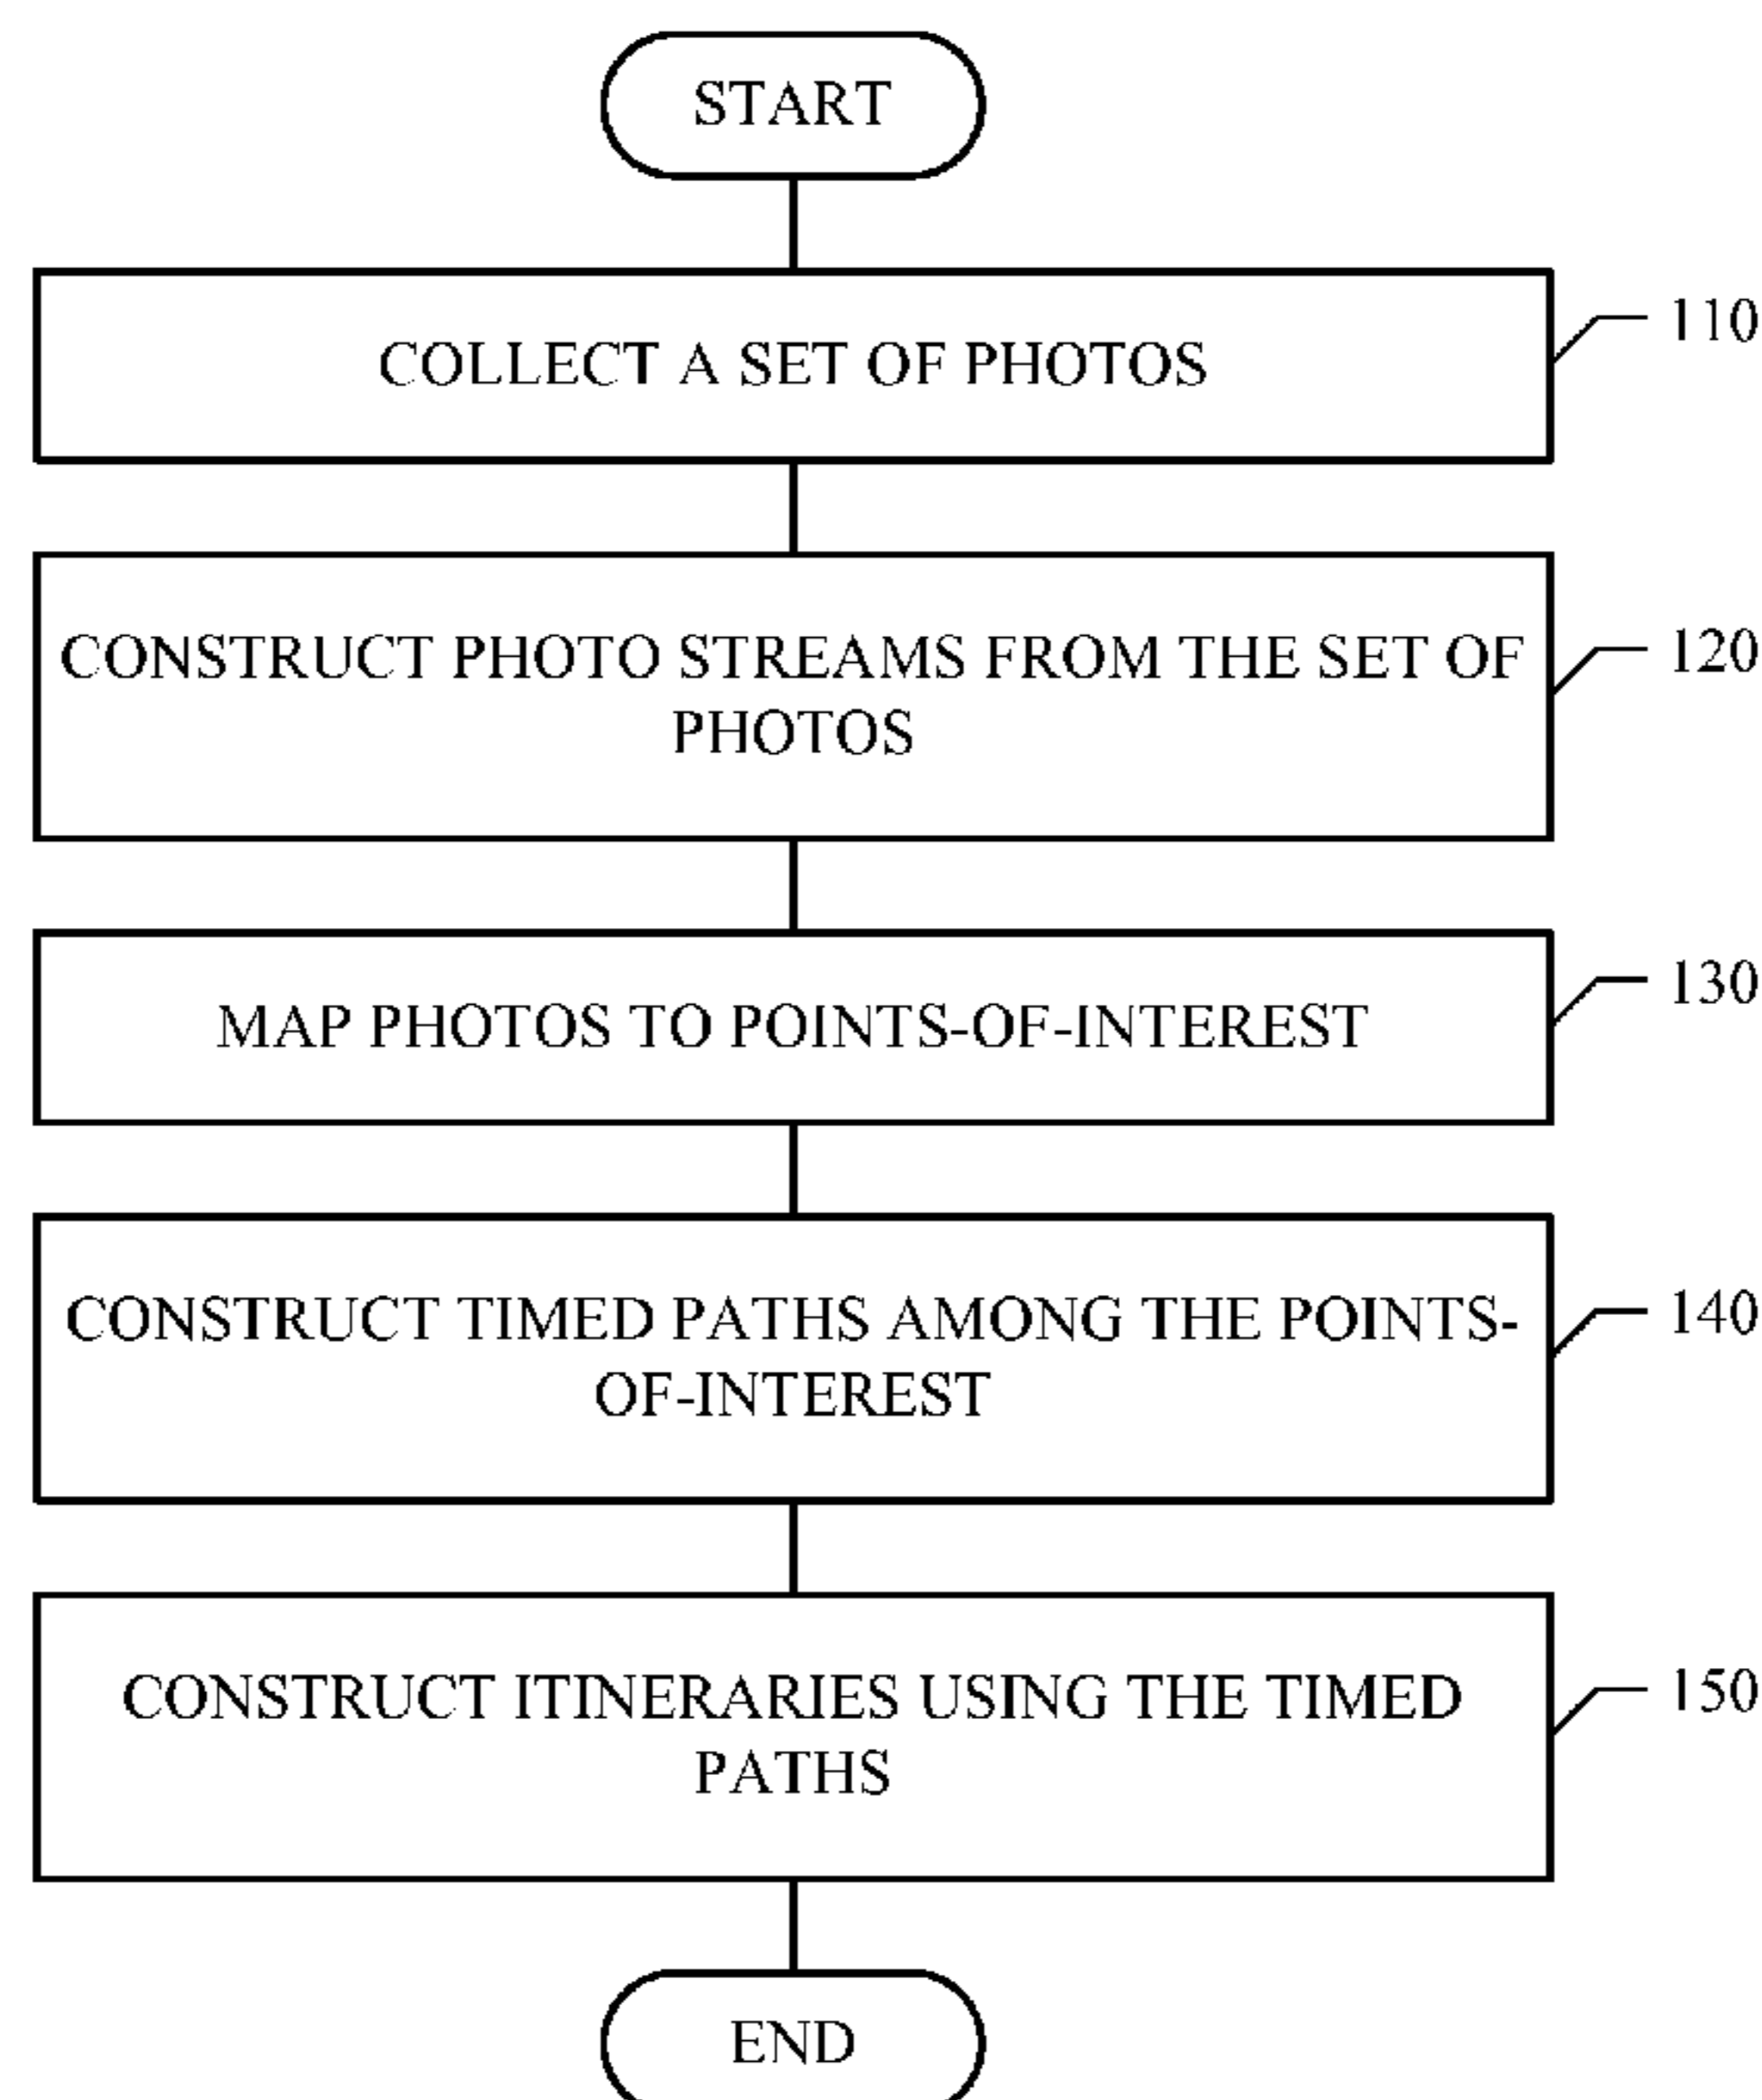 START
COLLECT A SET OF PHOTOS
110
CONSTRUCT PHOTO STREAMS FROM THE SET OF
PHOTOS
120
MAP PHOTOS TO POINTS-OF-INTEREST
130
CONSTRUCT TIMED PATHS AMONG THE POINTS-
OF-INTEREST
140
CONSTRUCT ITINERARIES USING THE TIMED
PATHS
150
END